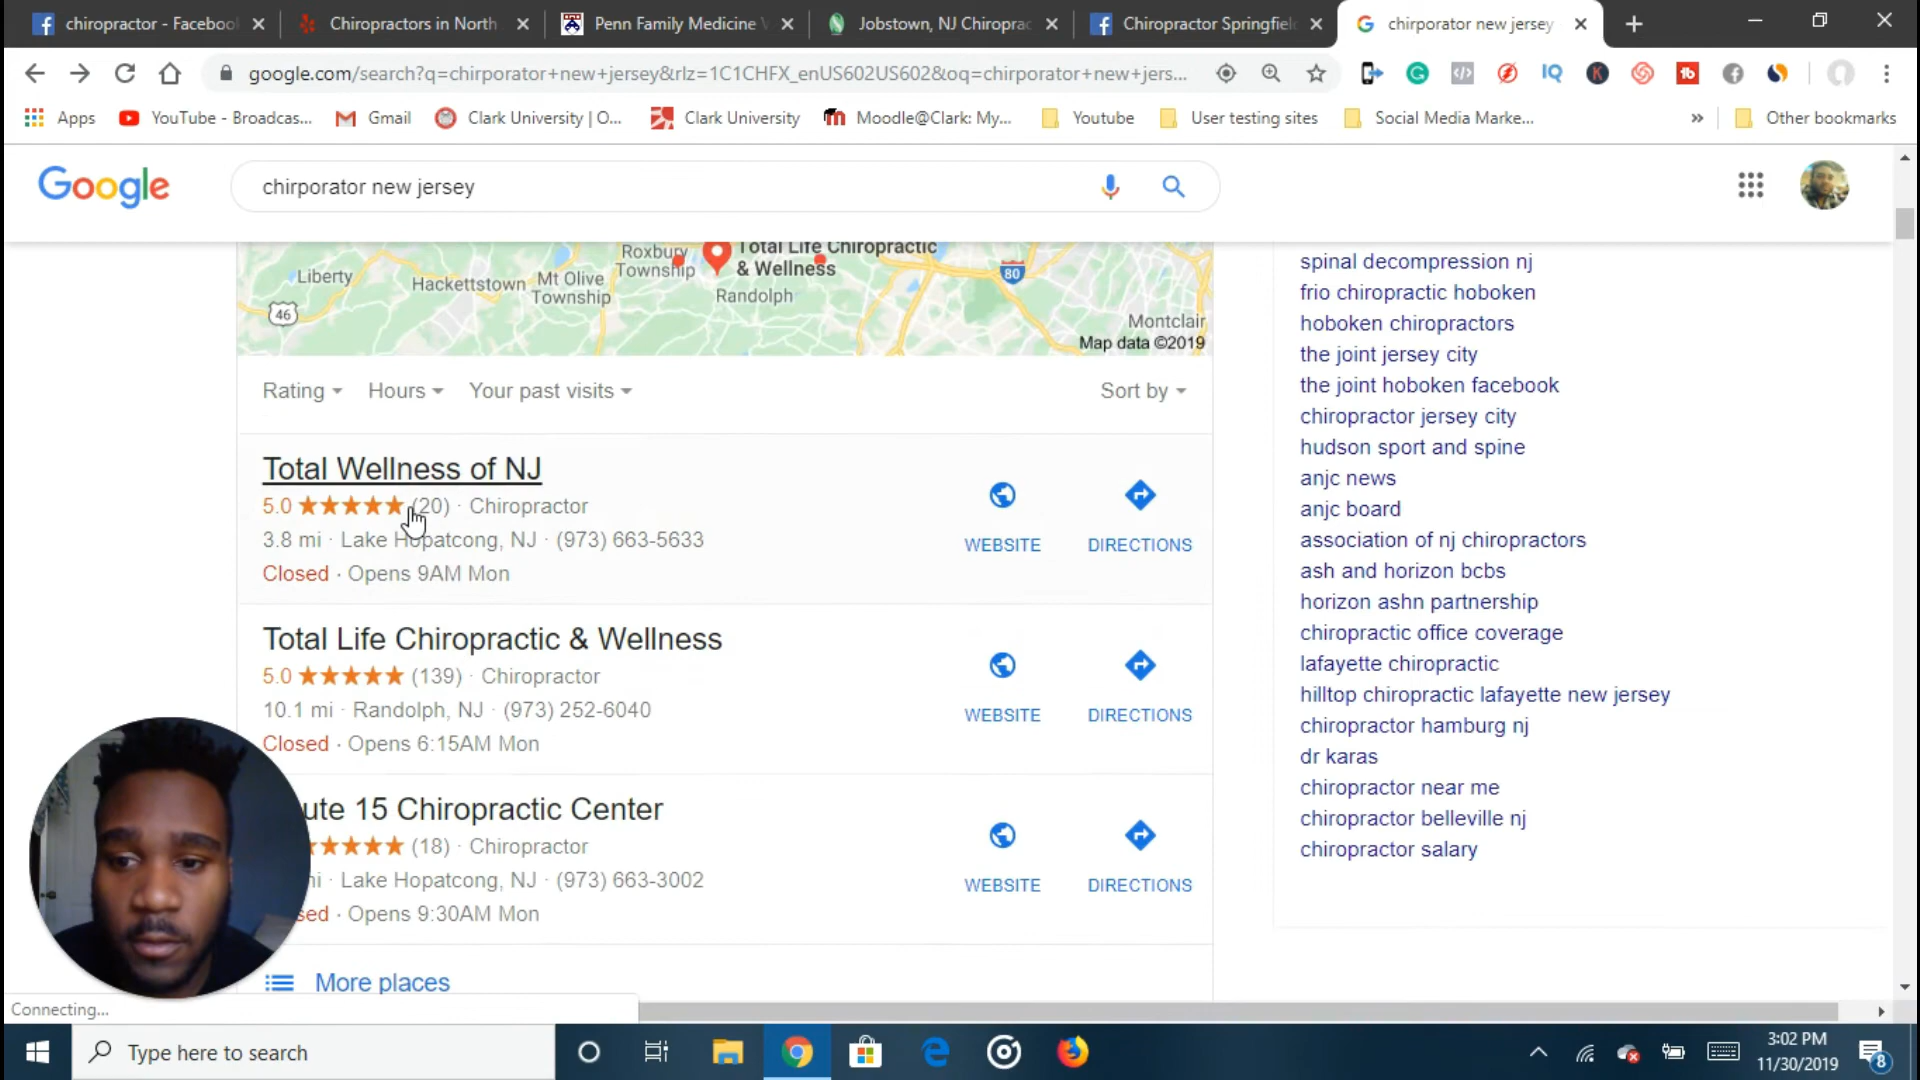 chiropractor - Facebook
Chiropractors in North
Penn Family Medicine V
Jobstown, NJ Chiroprac
Chiropractor Springfield
chirporator new jersey
google.com/search?q=chirporator+new+jersey&rlz=1C1CHFX_enUS602US602&oq=chirporator+new+jers...
Apps
YouTube - Broadcas...
Gmail
Clark University | O...
Clark University
Moodle@Clark: My...
Youtube
User testing sites
Social Media Marke...
Other bookmarks
Google
chirporator new jersey
Liberty
Hackettstown
Mt Olive
Township
Roxbury
Township
Total Life Chiropractic
& Wellness
Randolph
46
80
Montclair
Map data ©2019
Rating
Hours
Your past visits
Sort by
Total Wellness of NJ
5.0 (20) · Chiropractor
3.8 mi · Lake Hopatcong, NJ · (973) 663-5633
Closed · Opens 9AM Mon
WEBSITE
DIRECTIONS
Total Life Chiropractic & Wellness
5.0 (139) · Chiropractor
10.1 mi · Randolph, NJ · (973) 252-6040
Closed · Opens 6:15AM Mon
WEBSITE
DIRECTIONS
ute 15 Chiropractic Center
(18) · Chiropractor
mi · Lake Hopatcong, NJ · (973) 663-3002
sed · Opens 9:30AM Mon
WEBSITE
DIRECTIONS
More places
spinal decompression nj
frio chiropractic hoboken
hoboken chiropractors
the joint jersey city
the joint hoboken facebook
chiropractor jersey city
hudson sport and spine
anjc news
anjc board
association of nj chiropractors
ash and horizon bcbs
horizon ashn partnership
chiropractic office coverage
lafayette chiropractic
hilltop chiropractic lafayette new jersey
chiropractor hamburg nj
dr karas
chiropractor near me
chiropractor belleville nj
chiropractor salary
Connecting...
Type here to search
3:02 PM
11/30/2019
8